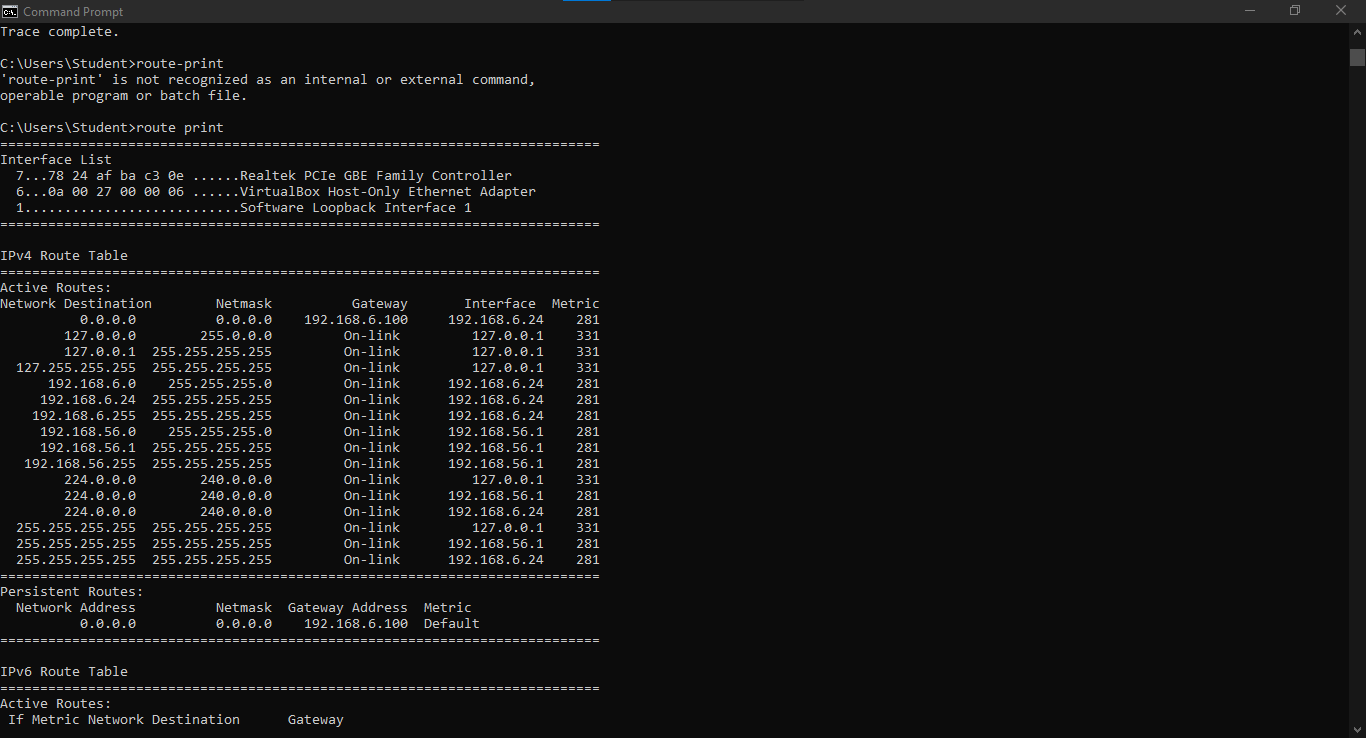 Command Prompt
Trace complete.
C:\Users\Student>route-print
'route-print' is not recognized as an internal or external command,
operable program or batch file.
C:\Users\Student>route print
===========================================================================
Interface List
  7...78 24 af ba c3 0e ......Realtek PCIe GBE Family Controller
  6...0a 00 27 00 00 06 ......VirtualBox Host-Only Ethernet Adapter
  1...........................Software Loopback Interface 1
===========================================================================
IPv4 Route Table
===========================================================================
Active Routes:
Network Destination        Netmask          Gateway       Interface  Metric
          0.0.0.0          0.0.0.0    192.168.6.100     192.168.6.24    281
        127.0.0.0        255.0.0.0         On-link         127.0.0.1    331
        127.0.0.1  255.255.255.255         On-link         127.0.0.1    331
  127.255.255.255  255.255.255.255         On-link         127.0.0.1    331
      192.168.6.0    255.255.255.0         On-link      192.168.6.24    281
     192.168.6.24  255.255.255.255         On-link      192.168.6.24    281
    192.168.6.255  255.255.255.255         On-link      192.168.6.24    281
     192.168.56.0    255.255.255.0         On-link      192.168.56.1    281
     192.168.56.1  255.255.255.255         On-link      192.168.56.1    281
   192.168.56.255  255.255.255.255         On-link      192.168.56.1    281
        224.0.0.0        240.0.0.0         On-link         127.0.0.1    331
        224.0.0.0        240.0.0.0         On-link      192.168.56.1    281
        224.0.0.0        240.0.0.0         On-link      192.168.6.24    281
  255.255.255.255  255.255.255.255         On-link         127.0.0.1    331
  255.255.255.255  255.255.255.255         On-link      192.168.56.1    281
  255.255.255.255  255.255.255.255         On-link      192.168.6.24    281
===========================================================================
Persistent Routes:
  Network Address          Netmask  Gateway Address  Metric
          0.0.0.0          0.0.0.0    192.168.6.100  Default
===========================================================================
IPv6 Route Table
===========================================================================
Active Routes:
 If Metric Network Destination      Gateway